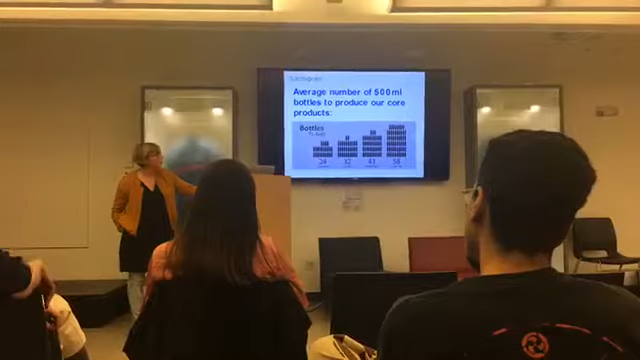 Average number of 500ml
bottles to produce our core
products:
Bottles
24 32 43 58